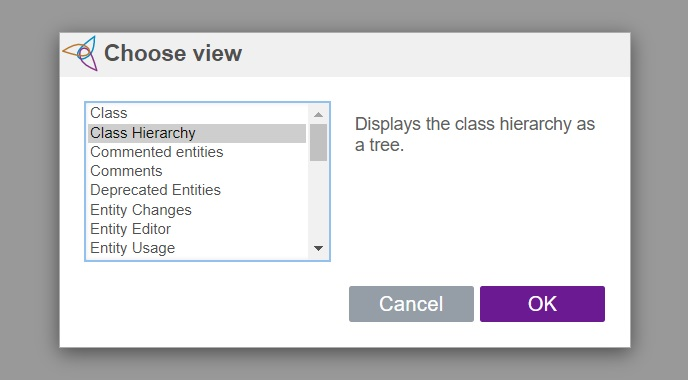 Choose view
Class
Class Hierarchy
Commented entities
Comments
Deprecated Entities
Entity Changes
Entity Editor
Entity Usage
Displays the class hierarchy as
a tree.
Cancel
OK